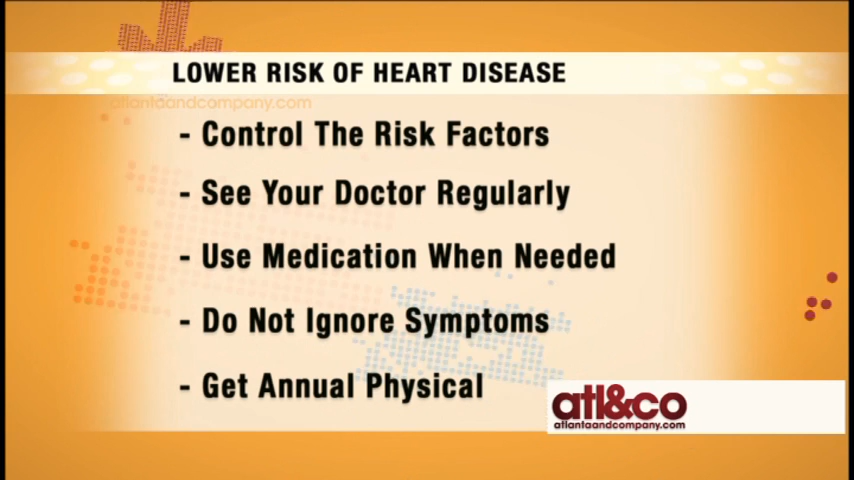 LOWER RISK OF HEART DISEASE
atlantaandcompany.com
- Control The Risk Factors
- See Your Doctor Regularly
- Use Medication When Needed
- Do Not Ignore Symptoms
- Get Annual Physical
atl&co
atlantaandcompany.com